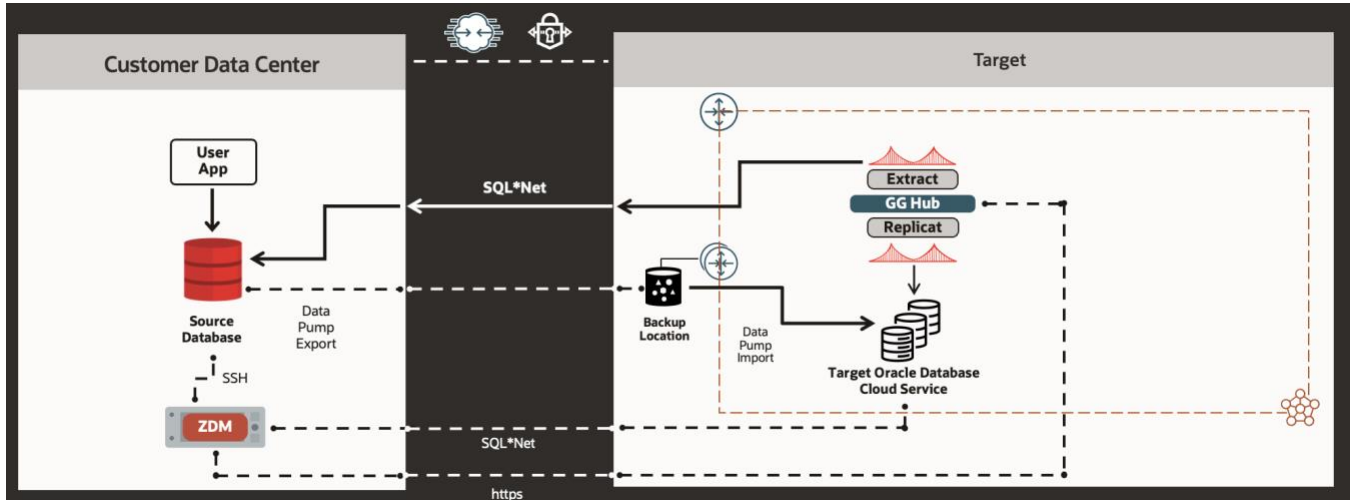 Customer Data Center
Target
User
App
SQL*Net
Extract
GG Hub
Replicat
Source
Database
Data
Pump
Export
Backup
Location
Data
Pump
Import
Target Oracle Database
Cloud Service
SSH
ZDM
SQL*Net
https